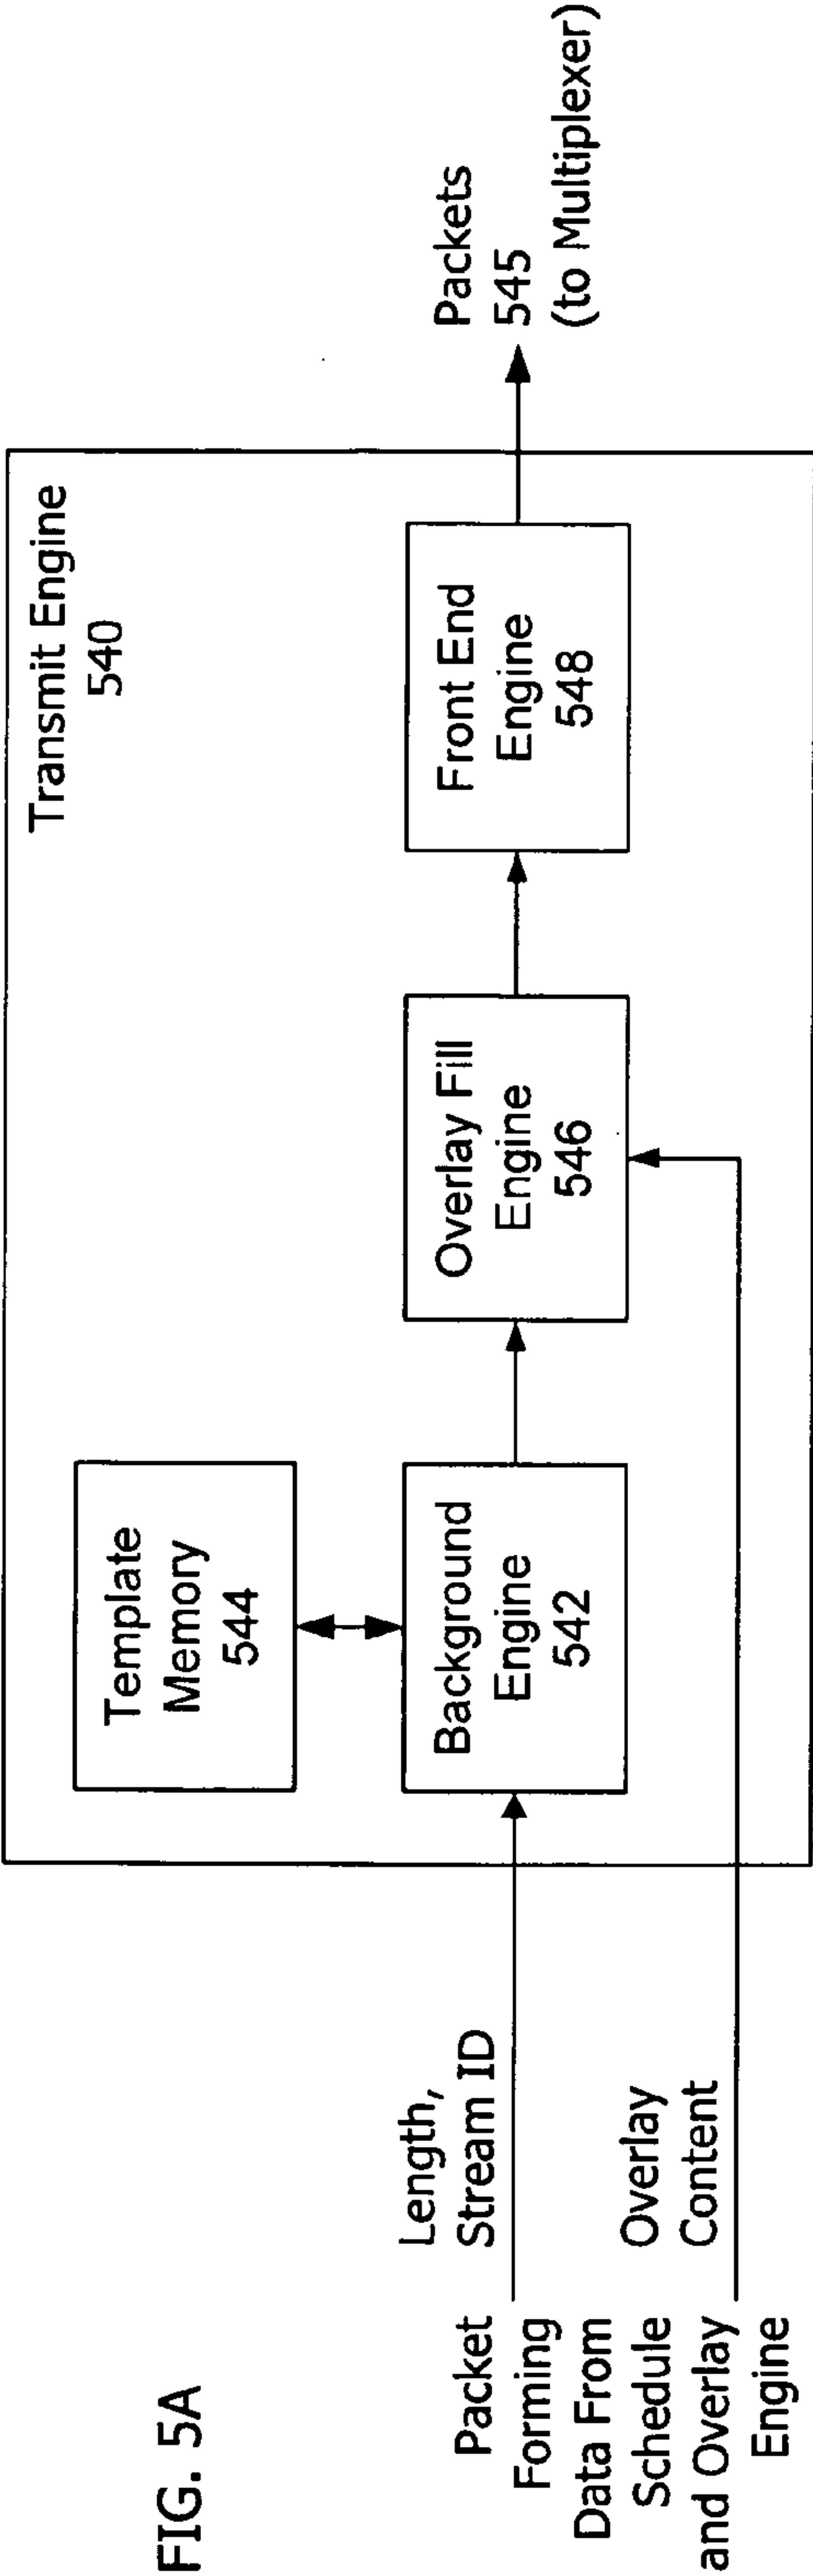 FIG. 5A
Transmit Engine
540
Template
Memory
544
Length,
Stream ID
Background
Engine
542
Overlay Fill
Engine
546
Front End
Engine
548
Packets
545
(to Multiplexer)
Packet
Forming
Data From
Schedule
and Overlay
Engine
Overlay
Content